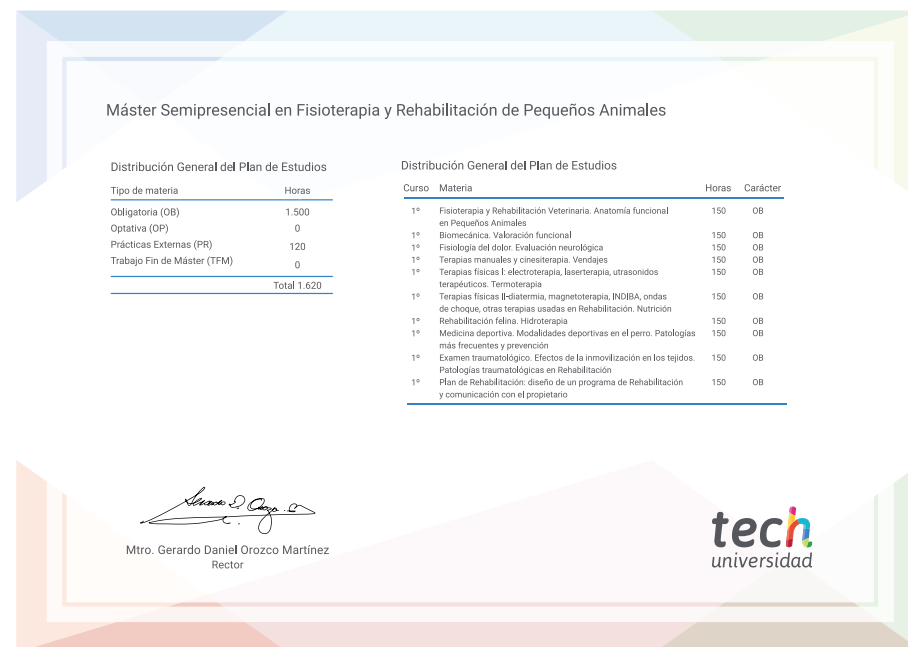 Máster Semipresencial en Fisioterapia y Rehabilitación de Pequeños Animales
Distribución General del Plan de Estudios
Tipo de materia Horas
Obligatoria (OB) 1.500
Optativa (OP) 0
Prácticas Externas (PR) 120
Trabajo Fin de Máster (TFM) 0
Total 1.620
Distribución General del Plan de Estudios
Curso Materia Horas Carácter
1º Fisioterapia y Rehabilitación Veterinaria. Anatomía funcional 150 OB
en Pequeños Animales
1º Biomecánica. Valoración funcional 150 OB
1º Fisiología del dolor. Evaluación neurológica 150 OB
1º Terapias manuales y cinesiterapia. Vendajes 150 OB
1º Terapias físicas I: electroterapia, laserterapia, utrasonidos 150 OB
terapéuticos. Termoterapia
1º Terapias físicas II-diatermia, magnetoterapia, INDIBA, ondas 150 OB
de choque, otras terapias usadas en Rehabilitación. Nutrición
1º Rehabilitación felina. Hidroterapia 150 OB
1º Medicina deportiva. Modalidades deportivas en el perro. Patologías 150 OB
más frecuentes y prevención
1º Examen traumatológico. Efectos de la inmovilización en los tejidos. 150 OB
Patologías traumatológicas en Rehabilitación
1º Plan de Rehabilitación: diseño de un programa de Rehabilitación 150 OB
y comunicación con el propietario
Mtro. Gerardo Daniel Orozco Martínez
Rector
tech
universidad